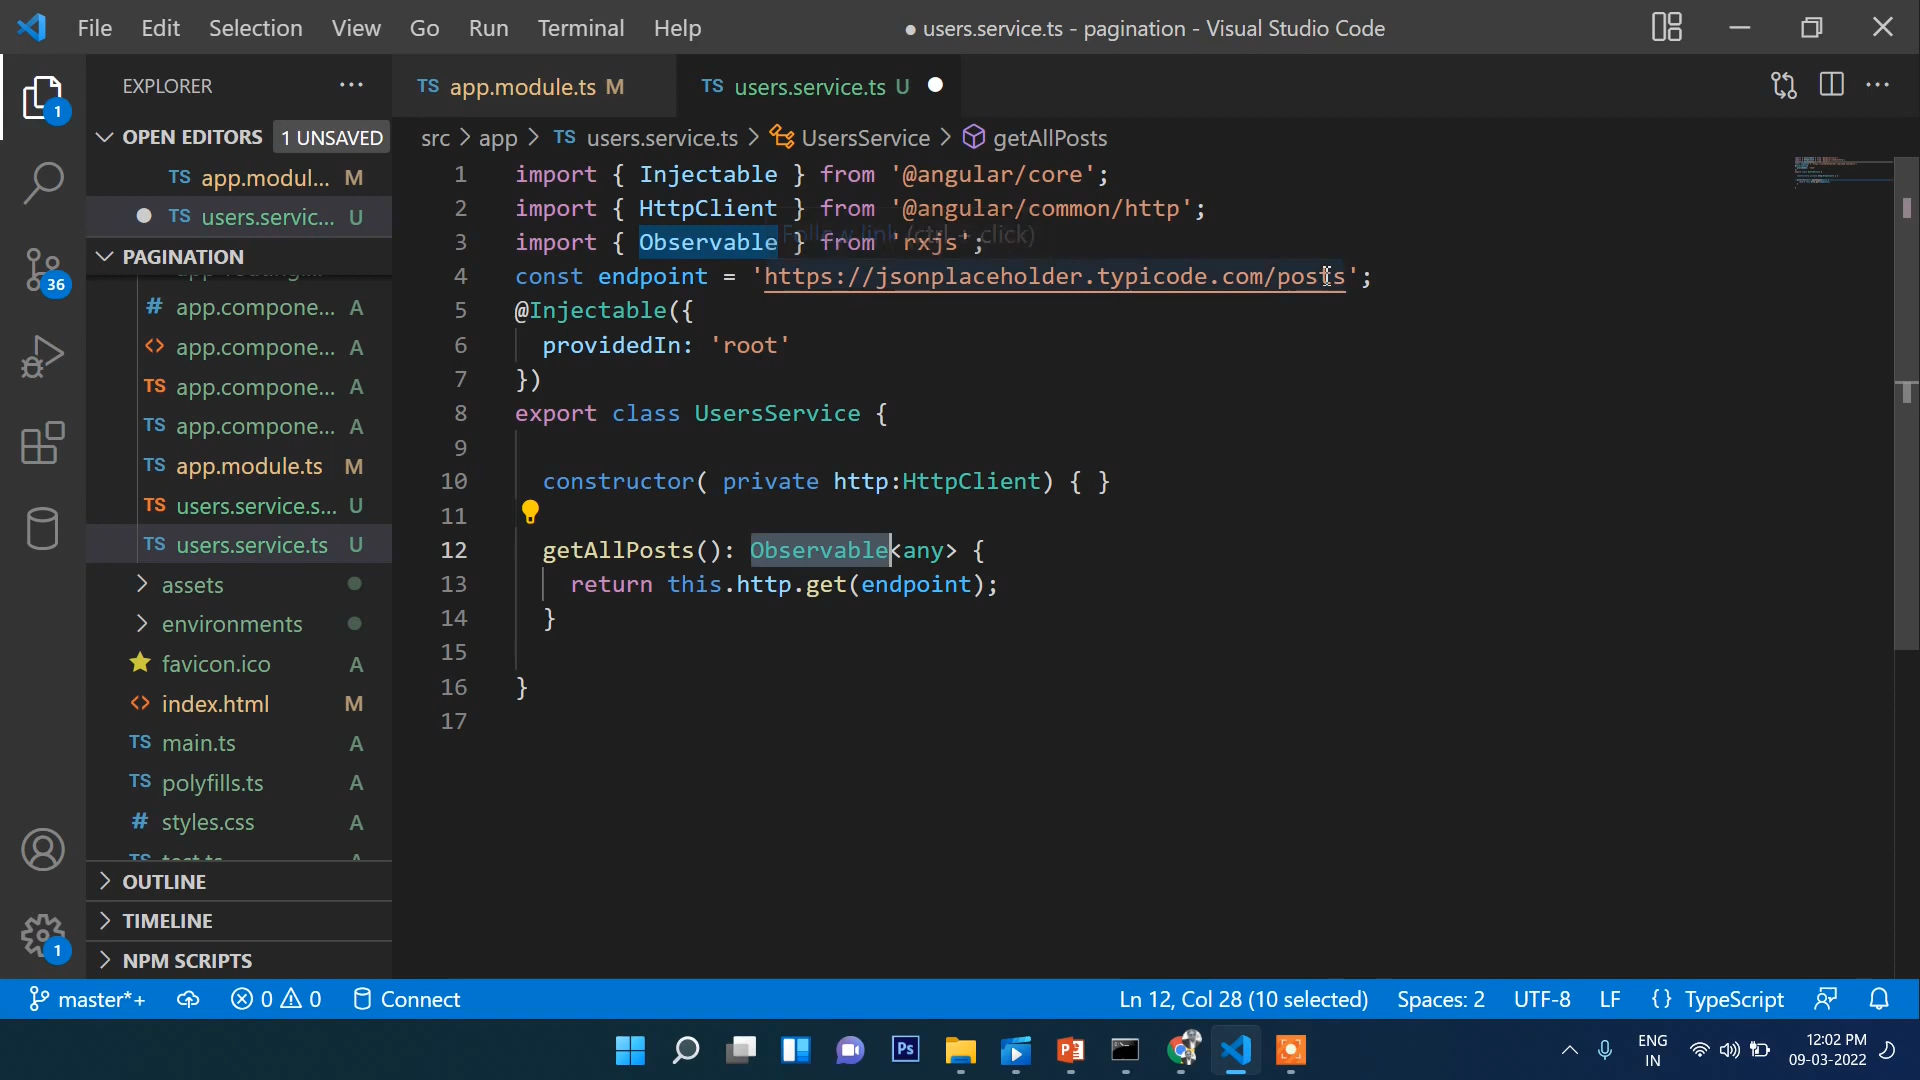 File Edit Selection View Go Run Terminal Help
● users.service.ts - pagination - Visual Studio Code
EXPLORER
OPEN EDITORS 1 UNSAVED
TS app.modul... M
TS users.servic... U
PAGINATION
# app.compone... A
<> app.compone... A
TS app.compone... A
TS app.compone... A
TS app.module.ts M
TS users.service.s... U
TS users.service.ts U
assets
environments
favicon.ico A
<> index.html M
TS main.ts A
TS polyfills.ts A
# styles.css A
OUTLINE
TIMELINE
NPM SCRIPTS
1
36
1
TS app.module.ts M
TS users.service.ts U
src > app > TS users.service.ts > UsersService > getAllPosts
1 import { Injectable } from '@angular/core';
2 import { HttpClient } from '@angular/common/http';
Follow link (ctrl + click)
3 import { Observable } from 'rxjs';
4 const endpoint = 'https://jsonplaceholder.typicode.com/posts';
5 @Injectable({
6 providedIn: 'root'
7 })
8 export class UsersService {
9
10 constructor( private http:HttpClient) { }
11
12 getAllPosts(): Observable<any> {
13 return this.http.get(endpoint);
14 }
15
16 }
17
master*+ 0 0 Connect
Ln 12, Col 28 (10 selected) Spaces: 2 UTF-8 LF {} TypeScript
Ps
P
ENG
IN
12:02 PM
09-03-2022